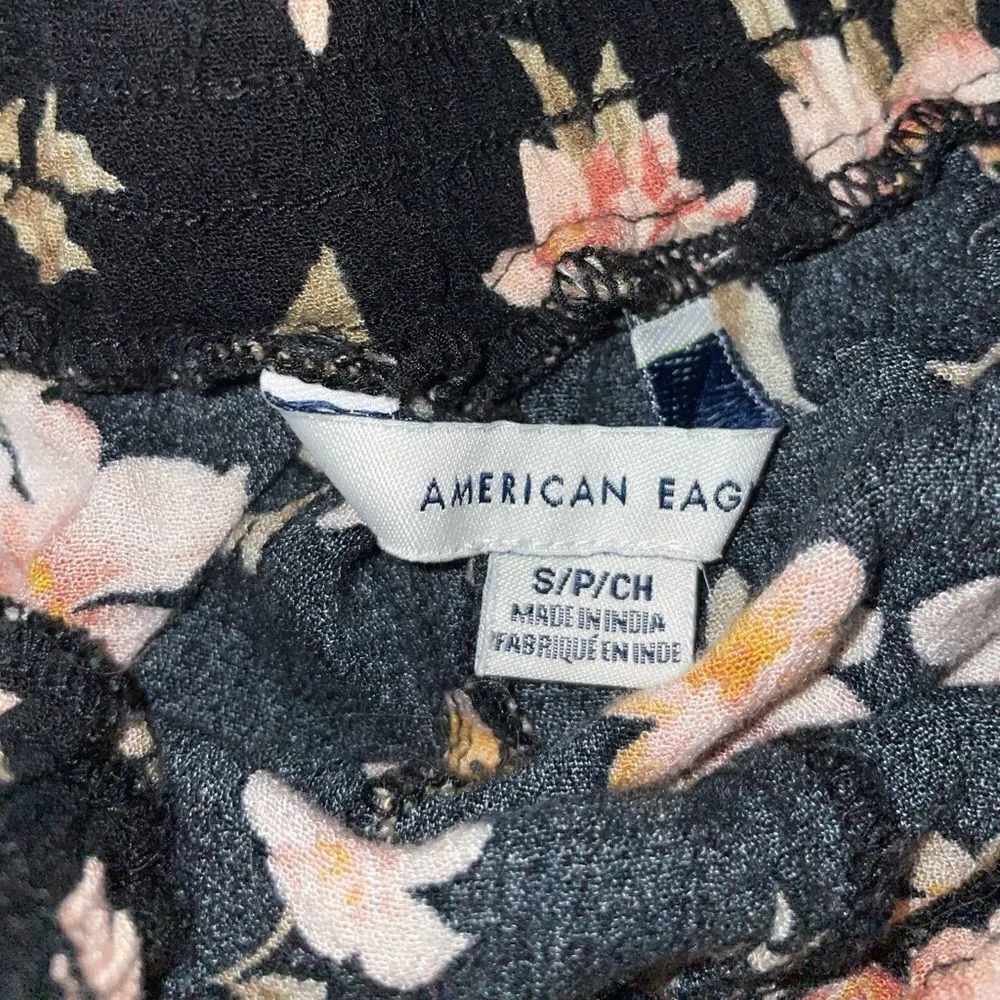 AMERICAN EAG
S/P/CH
MADE IN INDIA
FABRIQUÉ EN INDE